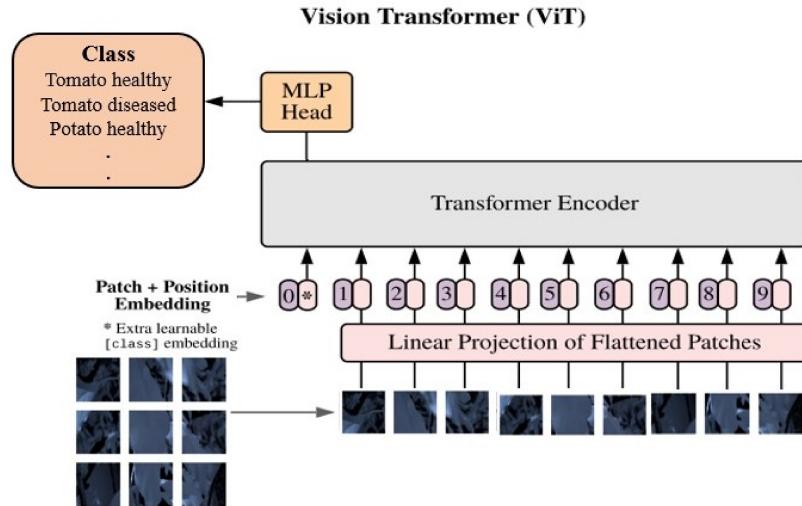 Vision Transformer (ViT)
Class
Tomato healthy
Tomato diseased
Potato healthy
.
.
MLP
Head
Transformer Encoder
Patch + Position
Embedding
0 * 1 2 3 4 5 6 7 8 9
* Extra learnable
[class] embedding
Linear Projection of Flattened Patches